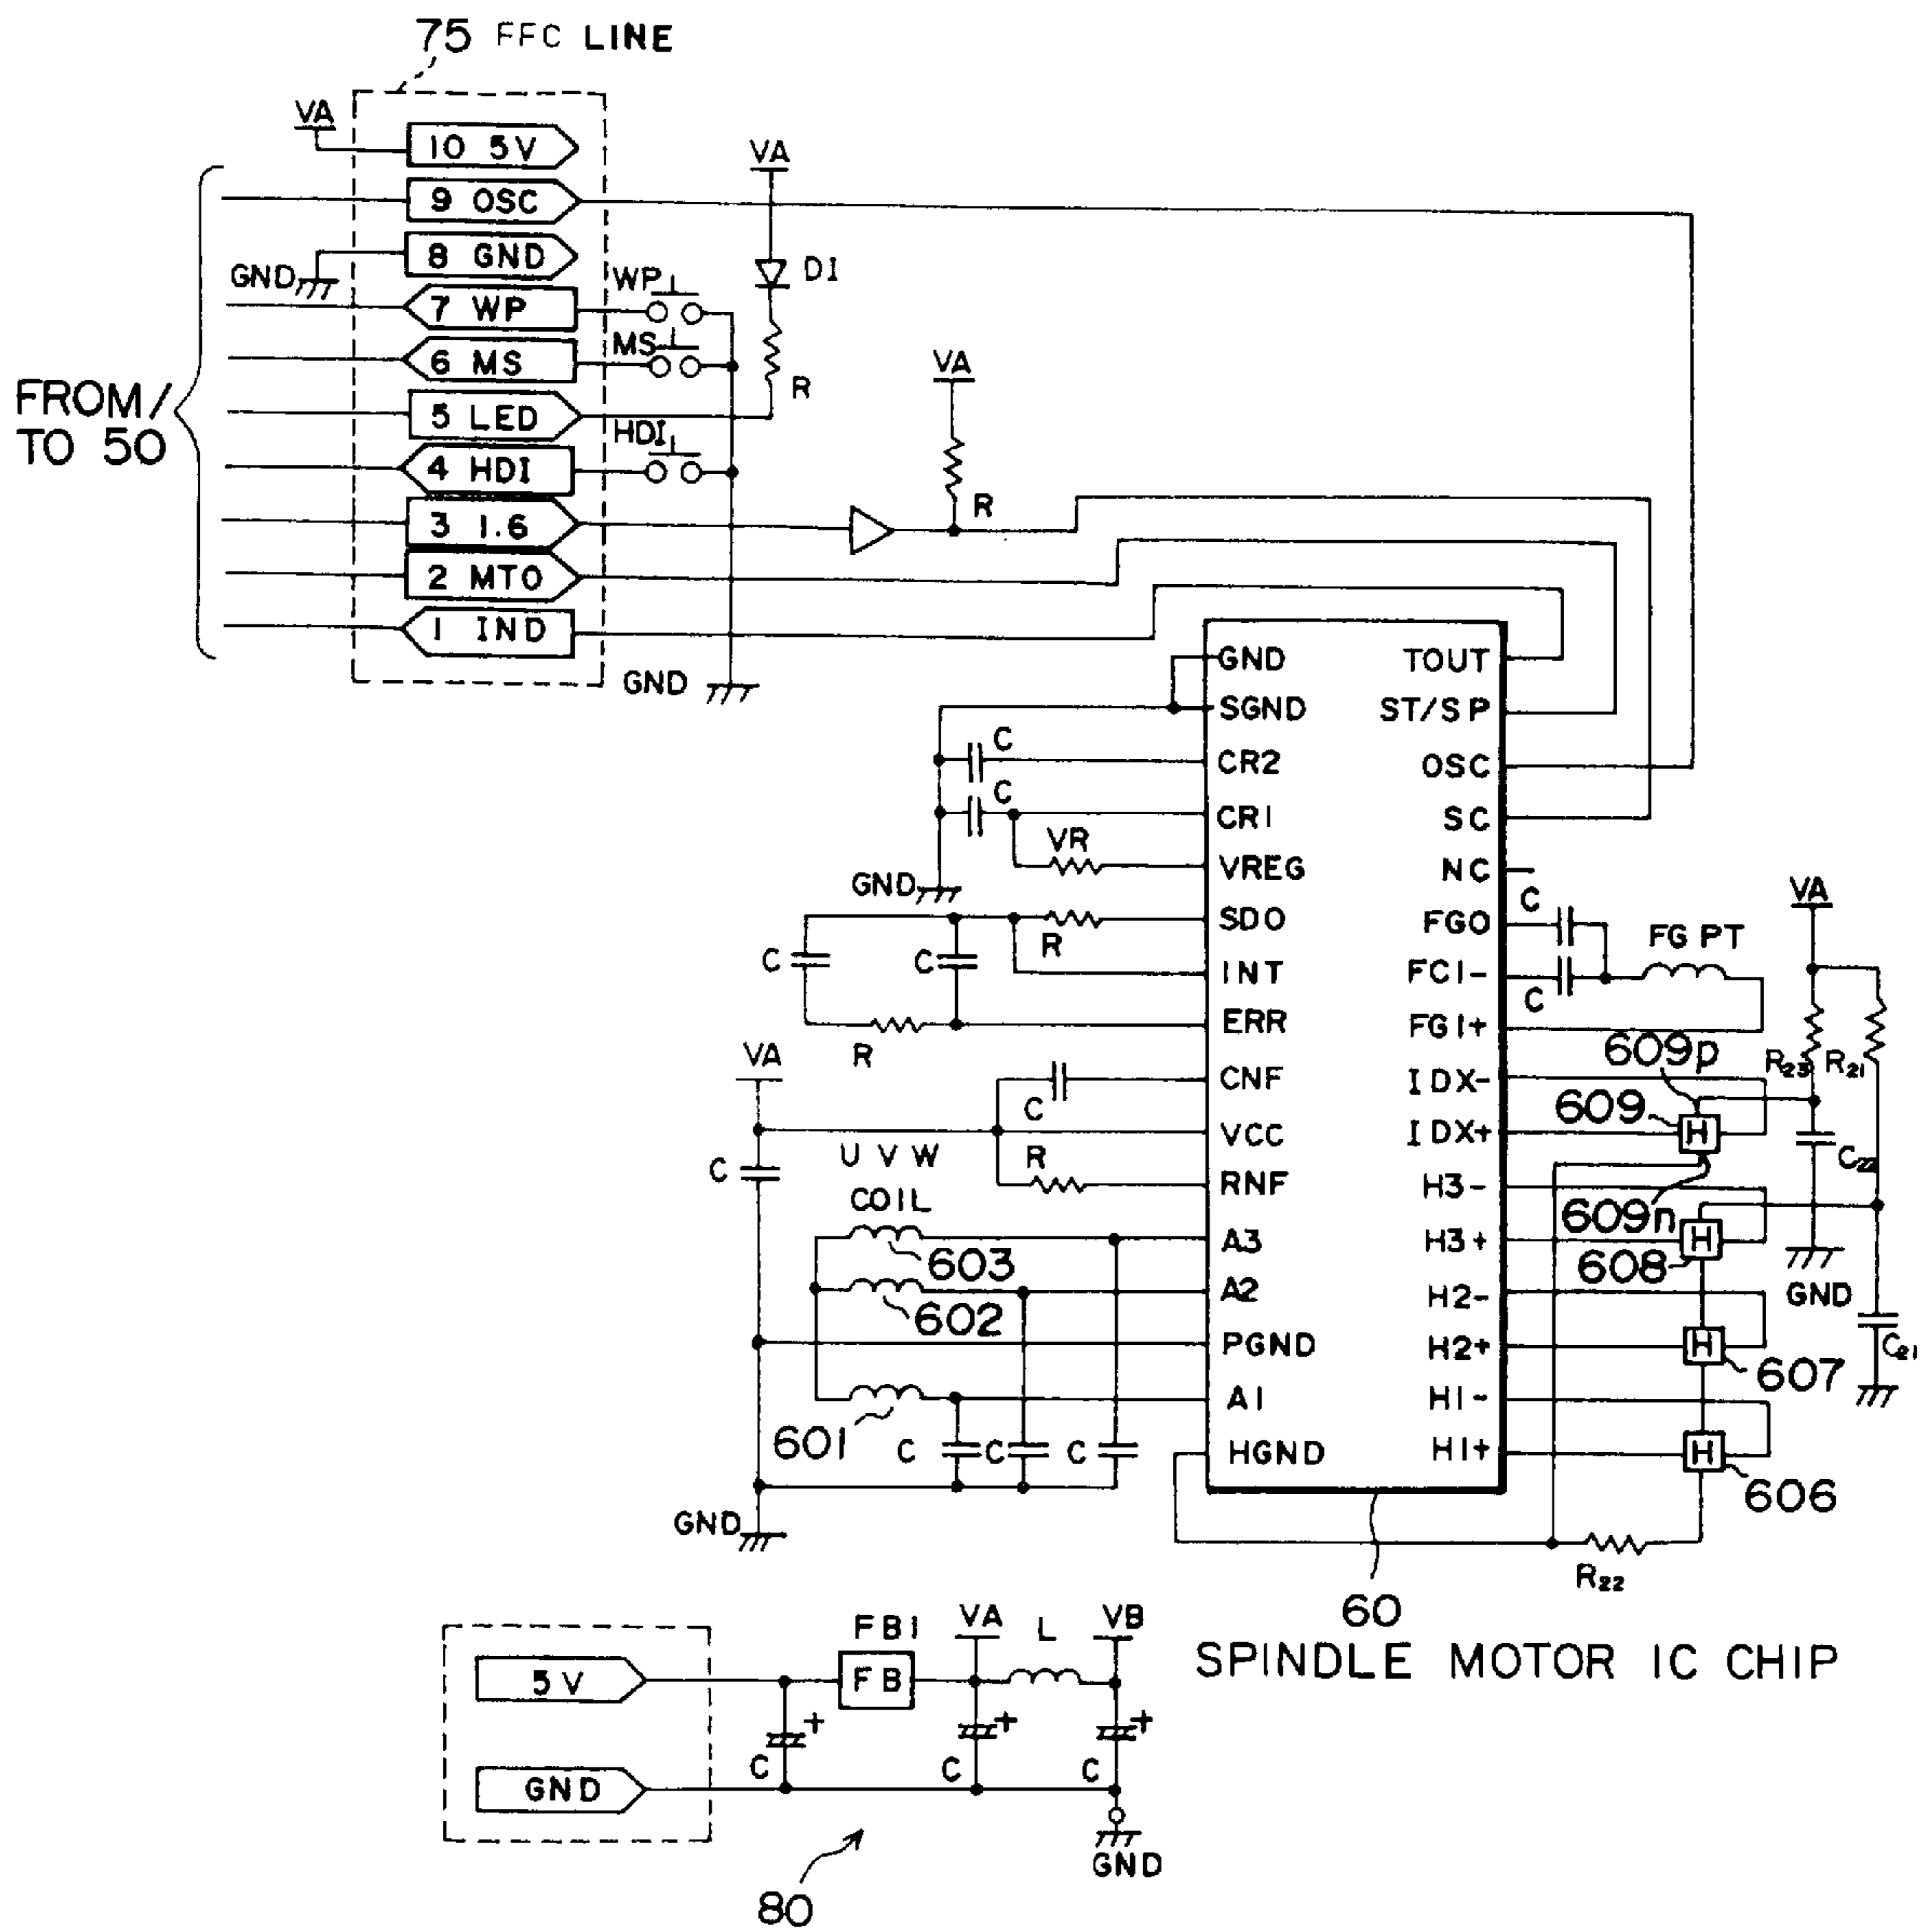 75 FFC LINE
VA
10 5V
9 OSC
8 GND
GND
7 WP
6 MS
5 LED
4 HDI
3 1.6
2 MTO
1 IND
FROM/
TO 50
WP
MS
HDI
GND
VA
DI
R
VA
R
GND
SGND
CR2
CR1
VREG
SDO
INT
ERR
CNF
VCC
RNF
A3
A2
PGND
A1
HGND
TOUT
ST/SP
OSC
SC
NC
FGO
FC1-
FG1+
IDX-
IDX+
H3-
H3+
H2-
H2+
H1-
H1+
C
C
VR
GND
C
C
R
R
VA
C
C
R
U V W
COIL
603
602
601
C
C
C
GND
C
C
FG PT
VA
R23
R21
609p
609
H
609n
C22
H
608
GND
H
607
C21
H
606
R22
60
SPINDLE MOTOR IC CHIP
5V
GND
FB1
FB
VA
L
VB
+
+
+
C
C
C
GND
80